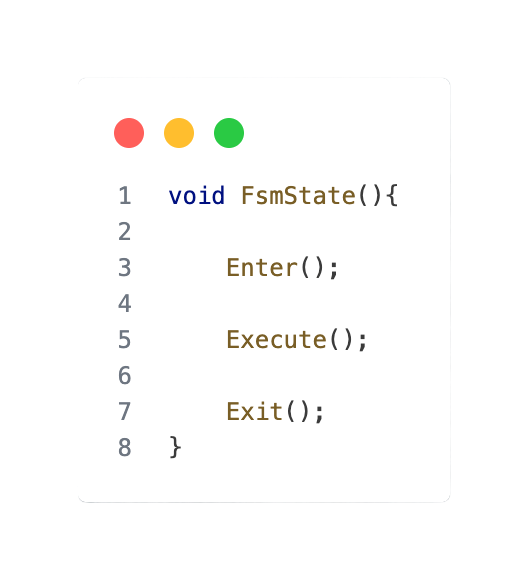 1 void FsmState(){
2
3     Enter();
4
5     Execute();
6
7     Exit();
8 }